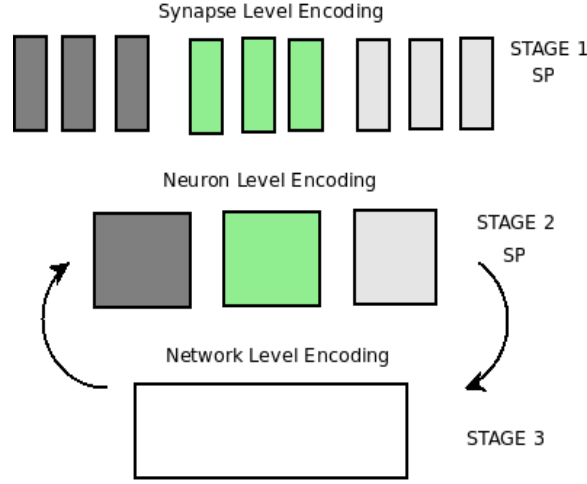 Synapse Level Encoding
STAGE 1
SP
Neuron Level Encoding
STAGE 2
SP
Network Level Encoding
STAGE 3